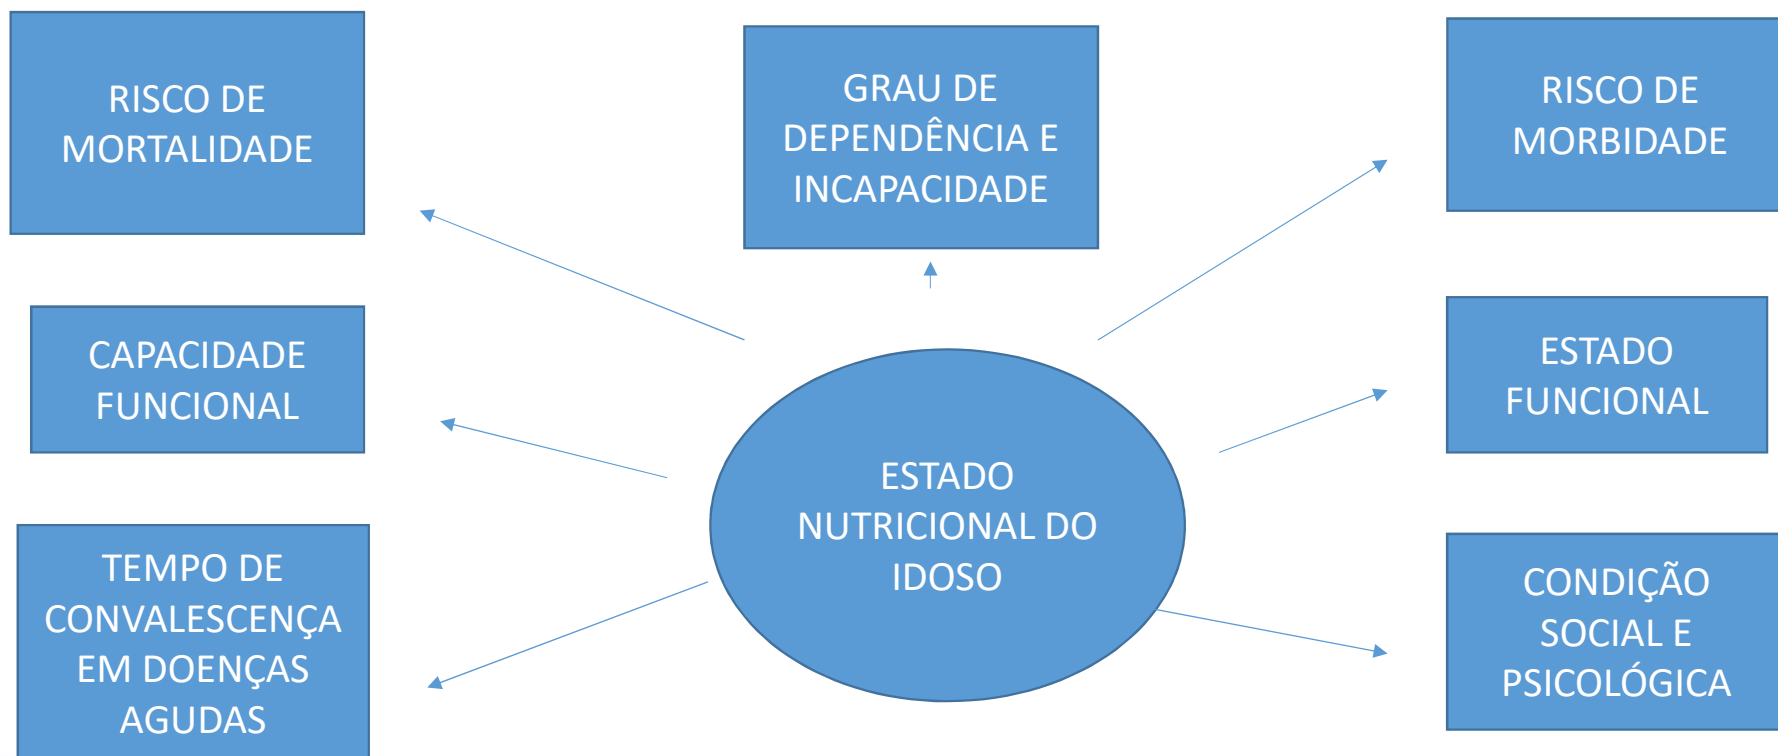 RISCO DE
MORTALIDADE
GRAU DE
DEPENDÊNCIA E
INCAPACIDADE
RISCO DE
MORBIDADE
CAPACIDADE
FUNCIONAL
ESTADO
FUNCIONAL
ESTADO
NUTRICIONAL DO
IDOSO
TEMPO DE
CONVALESCENÇA
EM DOENÇAS
AGUDAS
CONDIÇÃO
SOCIAL E
PSICOLÓGICA